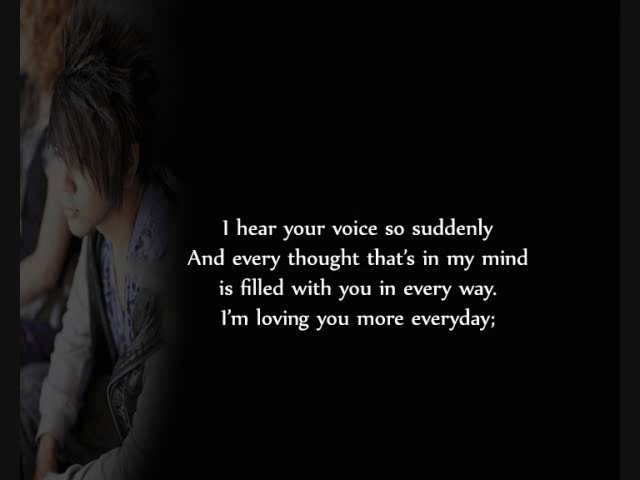 I hear your voice so suddenly
And every thought that's in my mind
is filled with you in every way.
I'm loving you more everyday;